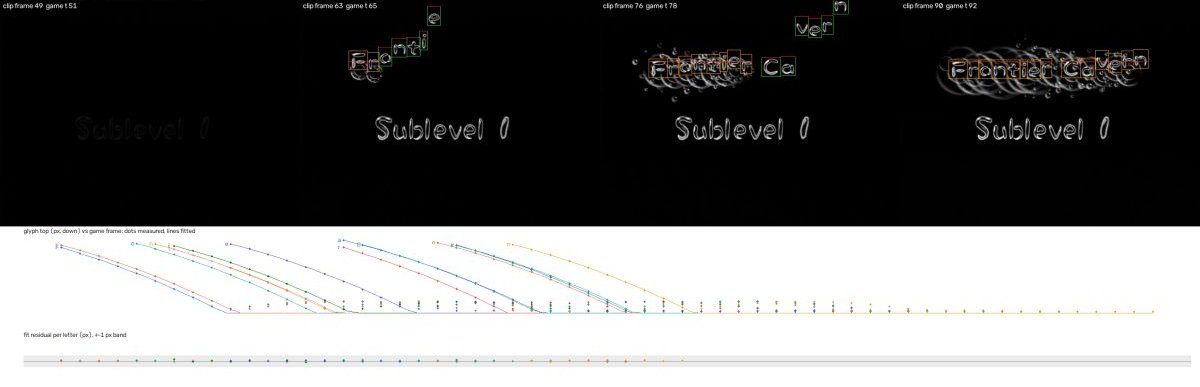 clip frame 49 game t 51
Sublevel 1
clip frame 63 game t 65
Frontie
Sublevel 1
clip frame 76 game t 78
Frontier Ca
ver
n
Sublevel 1
clip frame 90 game t 92
Frontier Cavern
Sublevel 1
glyph top (px, down) vs game frame: dots measured, lines fitted
fit residual per letter (px), +-1 px band